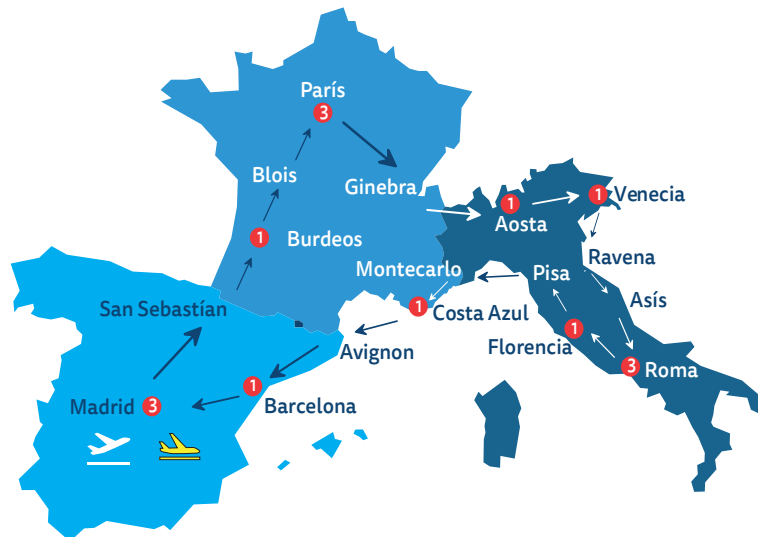 París
3
Blois
Ginebra
1
Burdeos
1
Aosta
1
Venecia
Ravena
Montecarlo
Pisa
Asís
San Sebastían
1
Costa Azul
1
Florencia
Avignon
3
Roma
Madrid
3
1
Barcelona